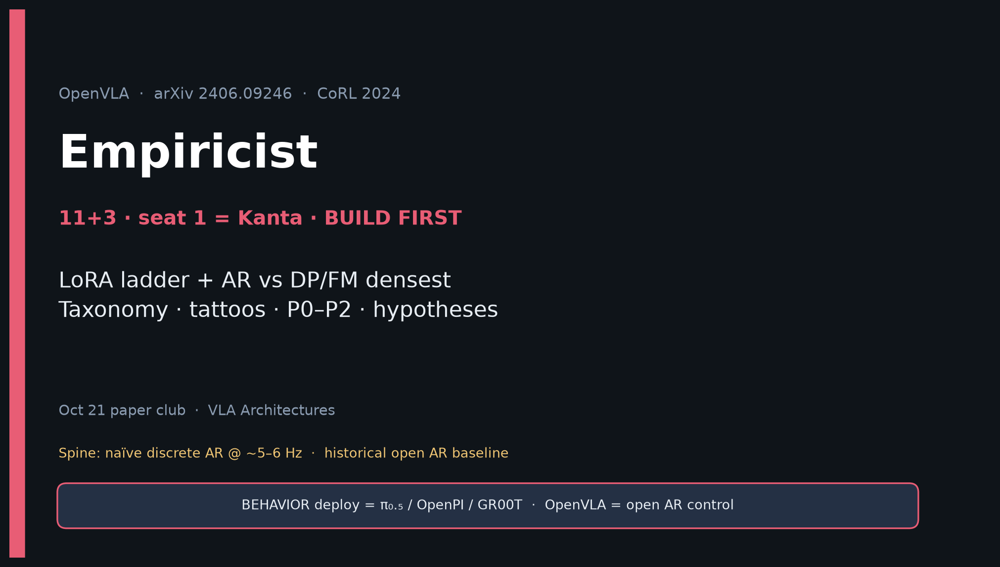 OpenVLA · arXiv 2406.09246 · CoRL 2024
Empiricist
11+3 · seat 1 = Kanta · BUILD FIRST
LoRA ladder + AR vs DP/FM densest
Taxonomy · tattoos · P0–P2 · hypotheses
Oct 21 paper club · VLA Architectures
Spine: naïve discrete AR @ ~5–6 Hz · historical open AR baseline
BEHAVIOR deploy = π₀.₅ / OpenPI / GR00T · OpenVLA = open AR control